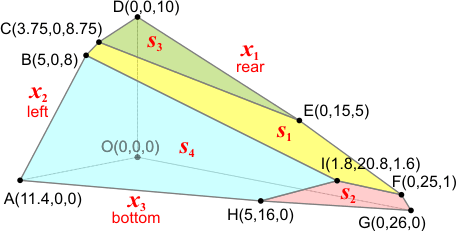 D(0,0,10)
C(3.75,0,8.75)
s3
x1
rear
B(5,0,8)
x2
left
E(0,15,5)
s1
O(0,0,0)
s4
I(1.8,20.8,1.6)
F(0,25,1)
s2
A(11.4,0,0)
x3
bottom
H(5,16,0)
G(0,26,0)